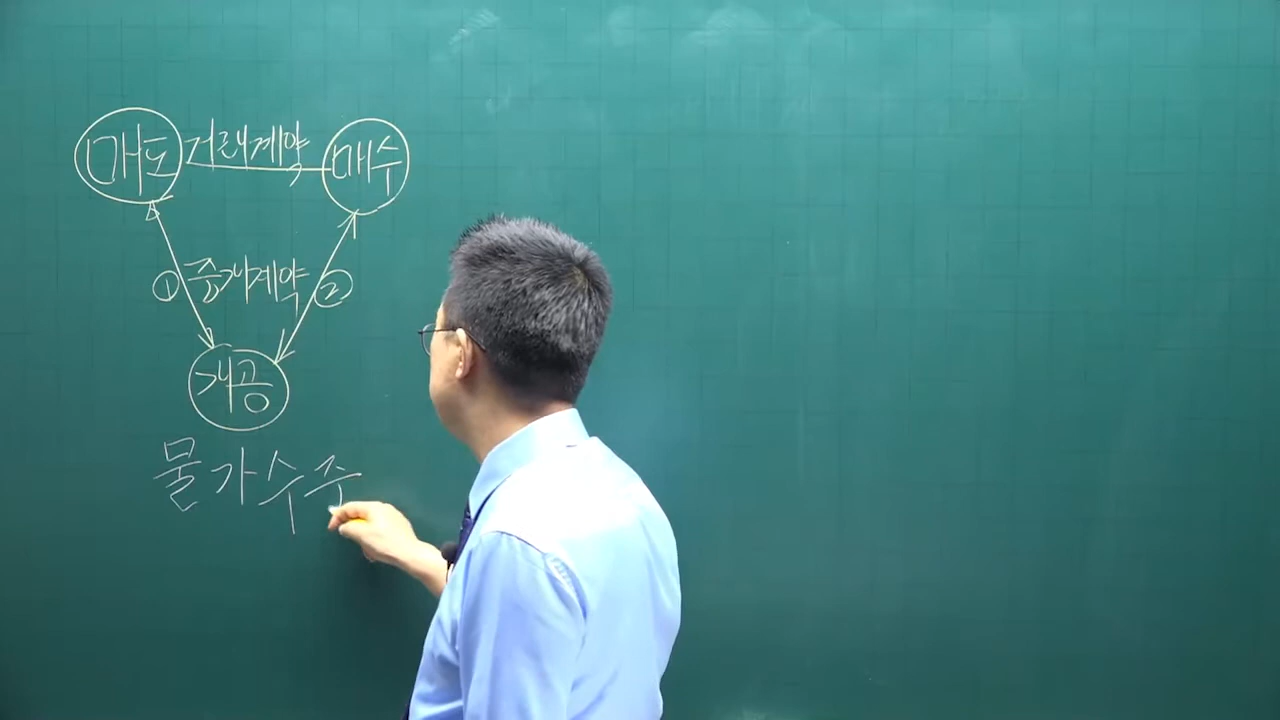 매도 거래계약 매수
① 중개계약 ②
개공
물가수주